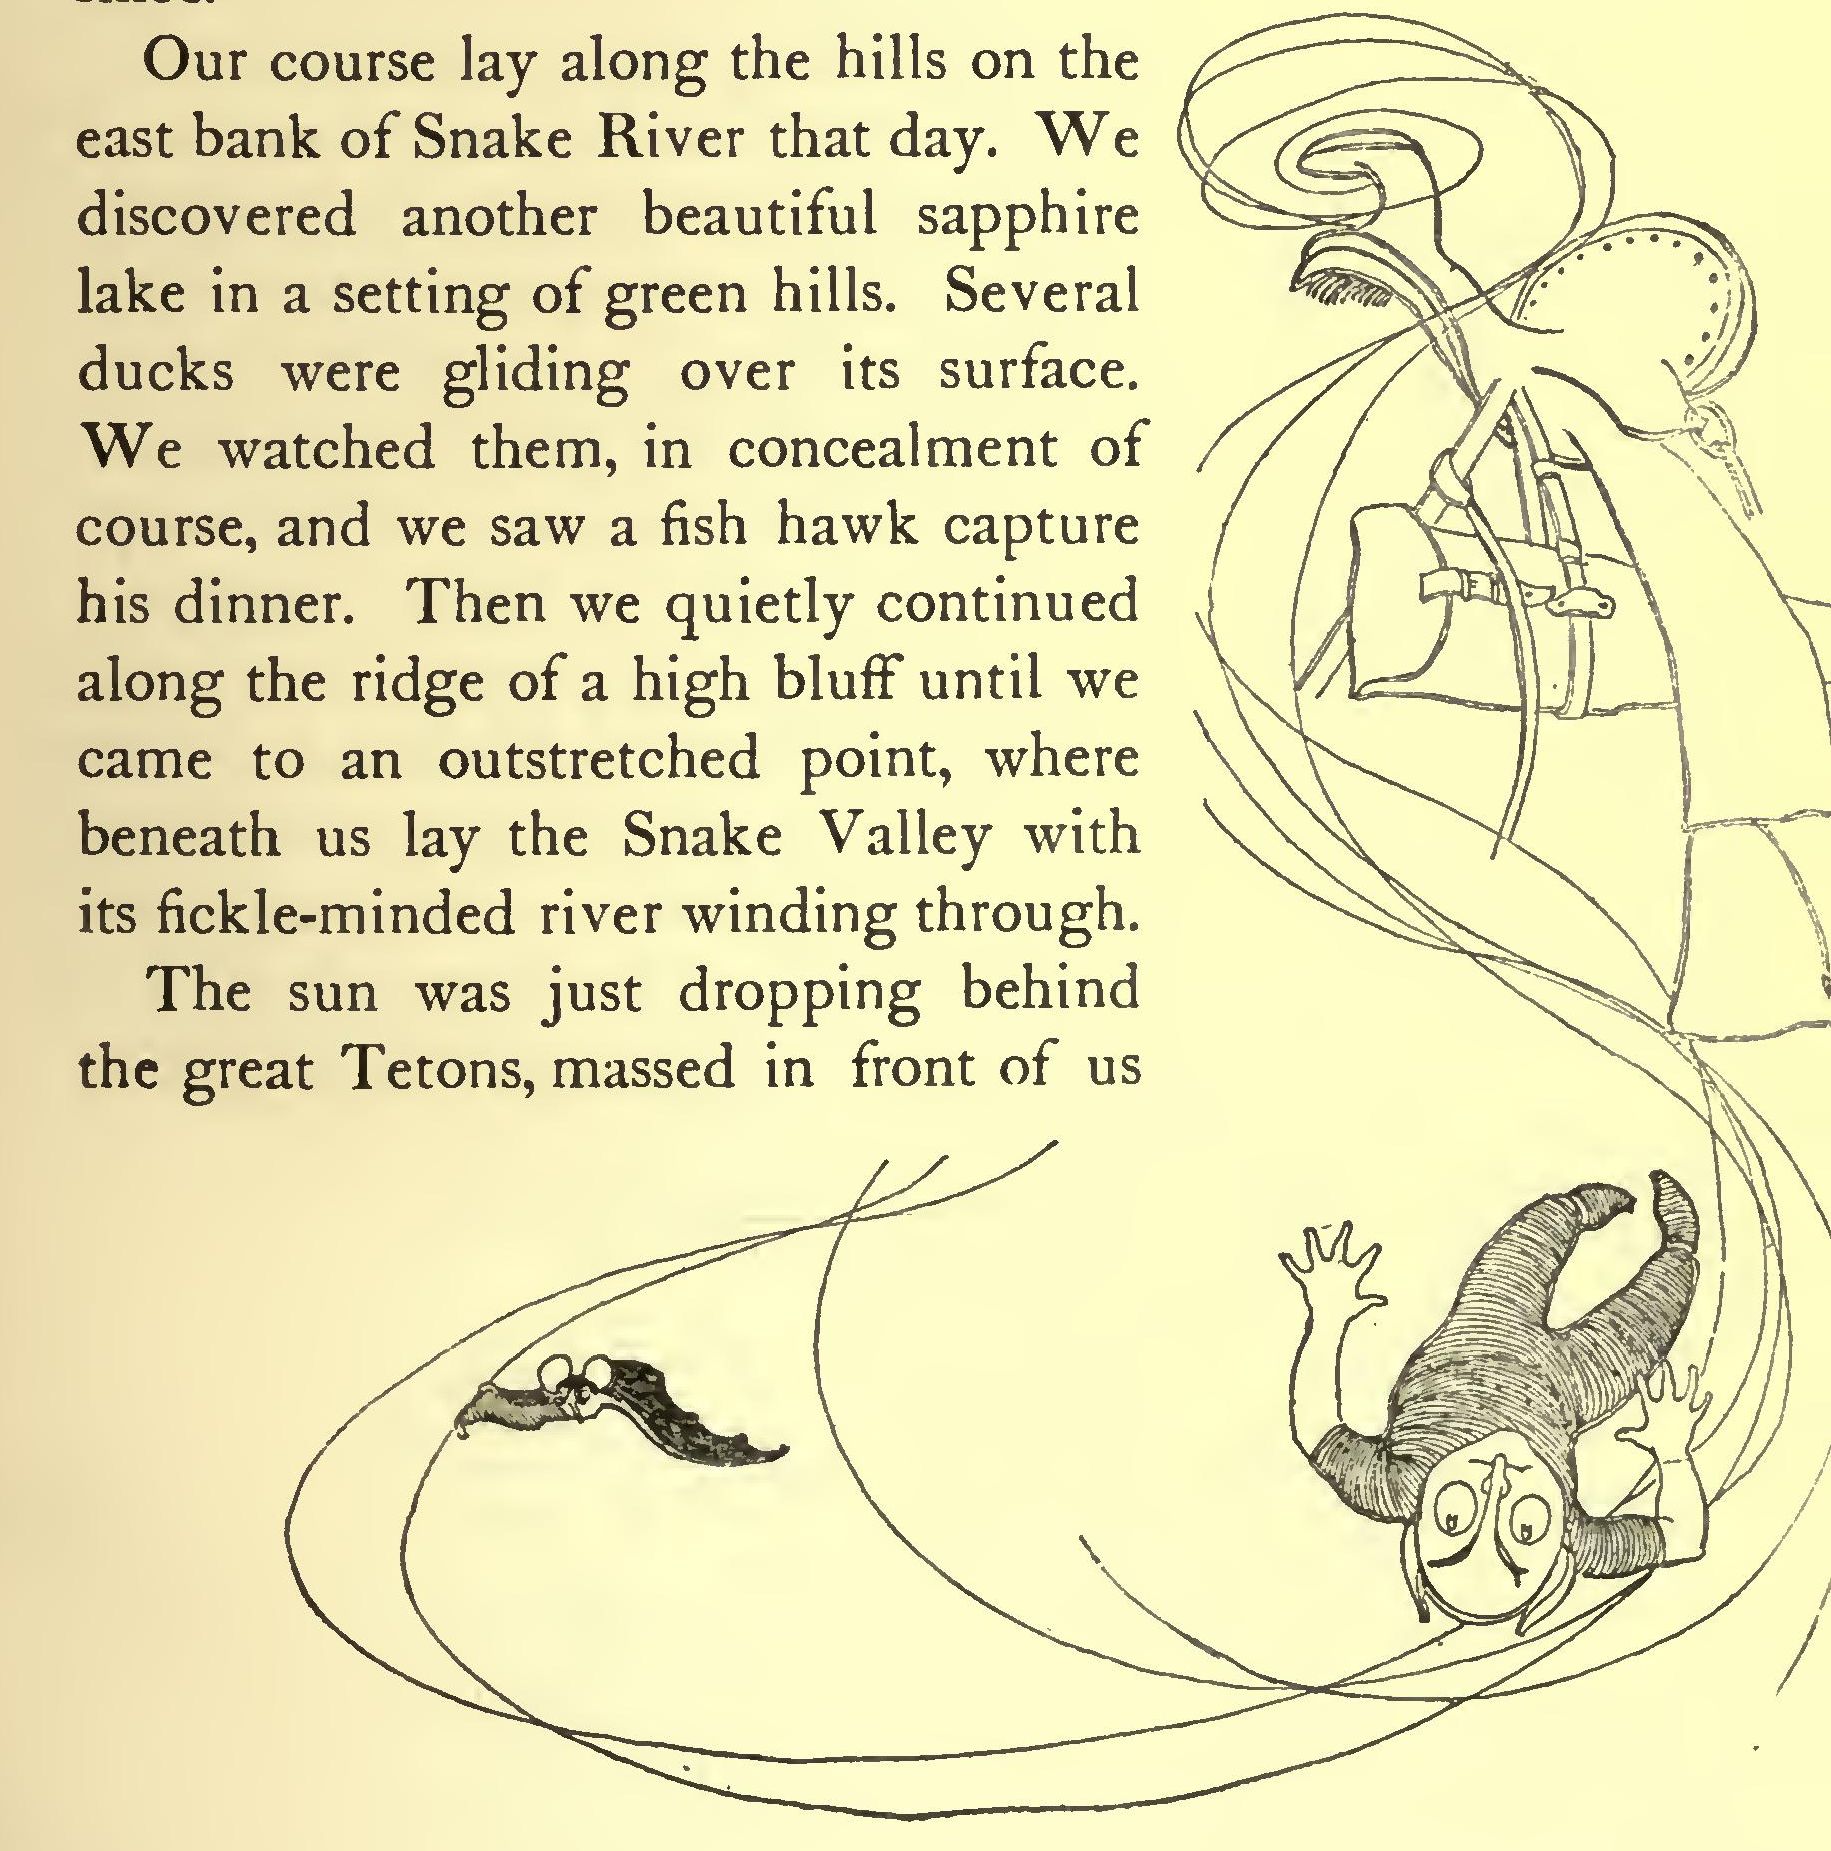 Our course lay along the hills on the
east bank of Snake River that day. We
discovered another beautiful sapphire
lake in a setting of green hills. Several
ducks were gliding over its surface.
We watched them, in concealment of
course, and we saw a fish hawk capture
his dinner. Then we quietly continued
along the ridge of a high bluff until we
came to an outstretched point, where
beneath us lay the Snake Valley with
its fickle-minded river winding through.
The sun was just dropping behind
the great Tetons, massed in front of us